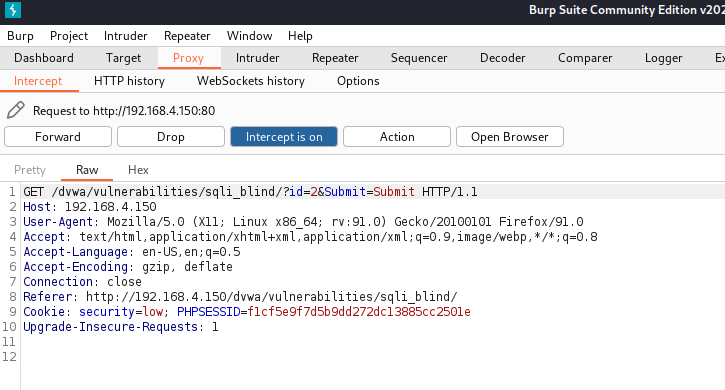 Burp Suite Community Edition v202
Burp Project Intruder Repeater Window Help
Dashboard Target Proxy Intruder Repeater Sequencer Decoder Comparer Logger Ex
Intercept HTTP history WebSockets history Options
Request to http://192.168.4.150:80
Forward Drop Intercept is on Action Open Browser
Pretty Raw Hex
1 GET /dvwa/vulnerabilities/sqli_blind/?id=2&Submit=Submit HTTP/1.1
2 Host: 192.168.4.150
3 User-Agent: Mozilla/5.0 (X11; Linux x86_64; rv:91.0) Gecko/20100101 Firefox/91.0
4 Accept: text/html,application/xhtml+xml,application/xml;q=0.9,image/webp,*/*;q=0.8
5 Accept-Language: en-US,en;q=0.5
6 Accept-Encoding: gzip, deflate
7 Connection: close
8 Referer: http://192.168.4.150/dvwa/vulnerabilities/sqli_blind/
9 Cookie: security=low; PHPSESSID=f1cf5e9f7d5b9dd272dc13885cc2501e
10 Upgrade-Insecure-Requests: 1
11
12